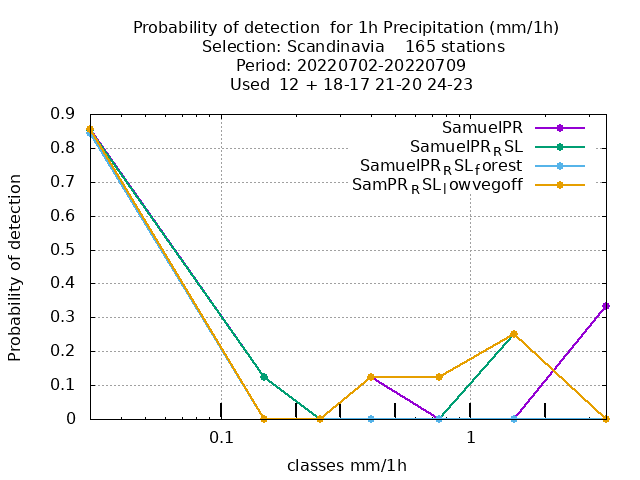 Probability of detection  for 1h Precipitation (mm/1h)
Selection: Scandinavia    165 stations
Period: 20220702-20220709
Used  12 + 18-17 21-20 24-23
SamuelPR
SamuelPR_RSL
SamuelPR_RSL_forest
SamPR_RSL_lowvegoff
Probability of detection
0.9
0.8
0.7
0.6
0.5
0.4
0.3
0.2
0.1
0
0.1
1
classes mm/1h